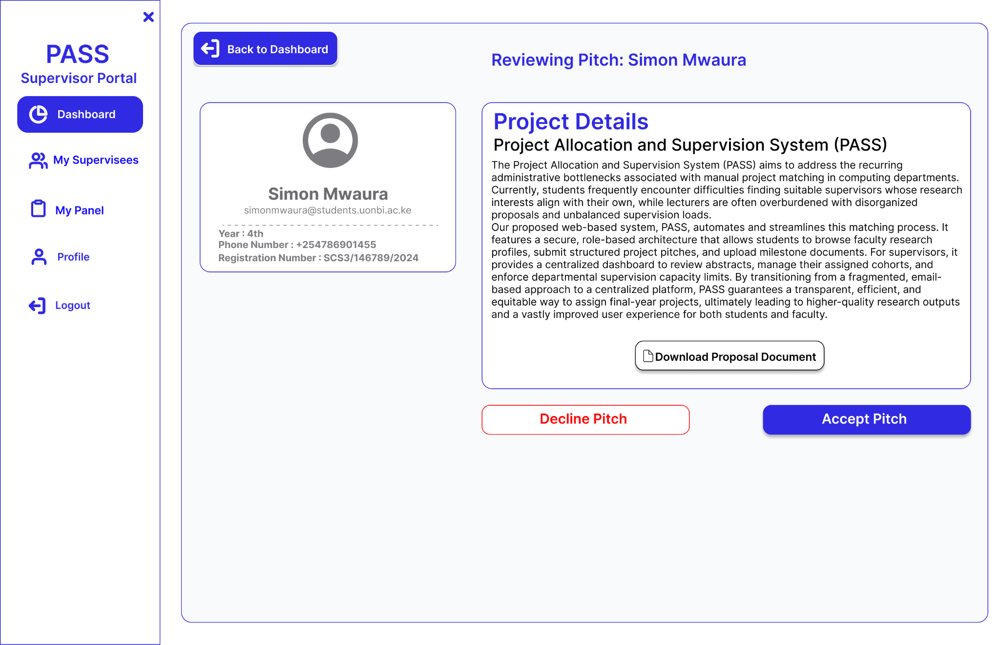 PASS
Supervisor Portal
Dashboard
My Supervisees
My Panel
Profile
Logout
Back to Dashboard
Reviewing Pitch: Simon Mwaura
Simon Mwaura
simonmwaura@students.uonbi.ac.ke
Year : 4th
Phone Number : +254786901455
Registration Number : SCS3/146789/2024
Project Details
Project Allocation and Supervision System (PASS)
The Project Allocation and Supervision System (PASS) aims to address the recurring
administrative bottlenecks associated with manual project matching in computing departments.
Currently, students frequently encounter difficulties finding suitable supervisors whose research
interests align with their own, while lecturers are often overburdened with disorganized
proposals and unbalanced supervision loads.
Our proposed web-based system, PASS, automates and streamlines this matching process. It
features a secure, role-based architecture that allows students to browse faculty research
profiles, submit structured project pitches, and upload milestone documents. For supervisors, it
provides a centralized dashboard to review abstracts, manage their assigned cohorts, and
enforce departmental supervision capacity limits. By transitioning from a fragmented, email-
based approach to a centralized platform, PASS guarantees a transparent, efficient, and
equitable way to assign final-year projects, ultimately leading to higher-quality research outputs
and a vastly improved user experience for both students and faculty.
Download Proposal Document
Decline Pitch
Accept Pitch